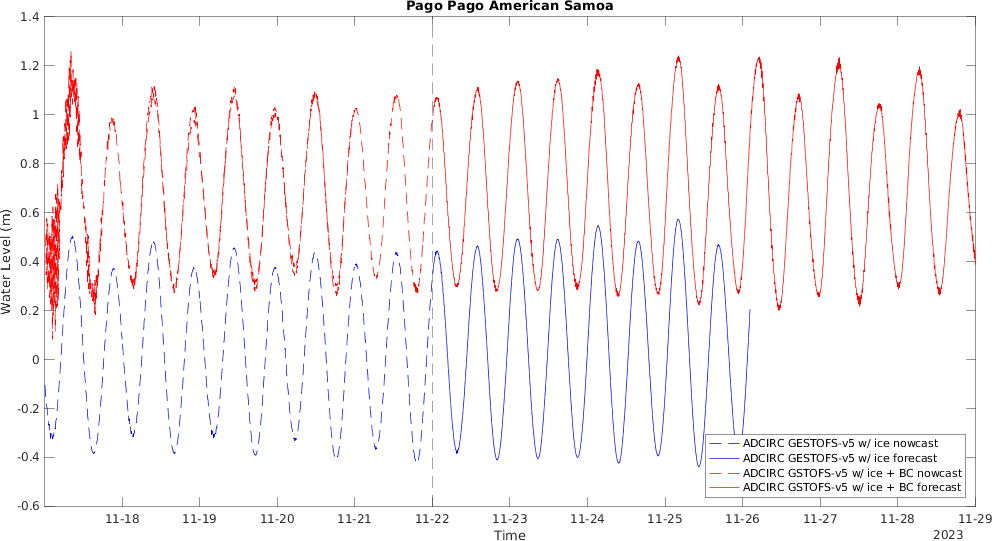 Pago Pago American Samoa
Water Level (m)
1.4
1.2
1
0.8
0.6
0.4
0.2
0
-0.2
-0.4
-0.6
ADCIRC GESTOFS-v5 w/ ice nowcast
ADCIRC GESTOFS-v5 w/ ice forecast
ADCIRC GSTOFS-v5 w/ ice + BC nowcast
ADCIRC GSTOFS-v5 w/ ice + BC forecast
11-18 11-19 11-20 11-21 11-22 11-23 11-24 11-25 11-26 11-27 11-28 11-29
Time
2023